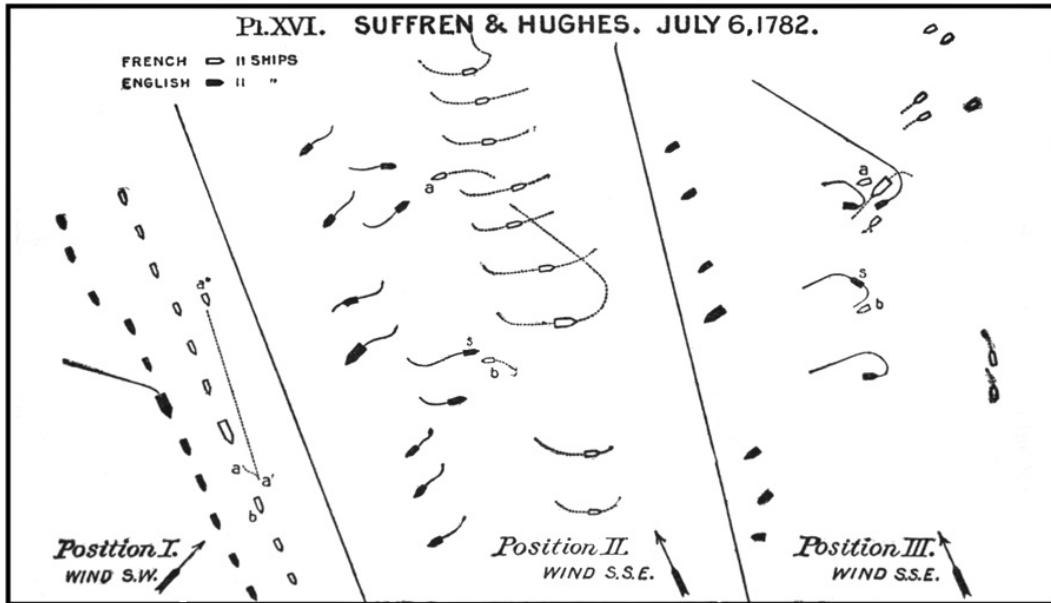 Pl.XVI. SUFFREN & HUGHES. JULY 6,1782.
FRENCH 11 SHIPS
ENGLISH 11 "
a"
a
a'
b
Position I.
WIND S.W.
a
s
b
Position II.
WIND S.S.E.
a
s
b
Position III.
WIND S.S.E.